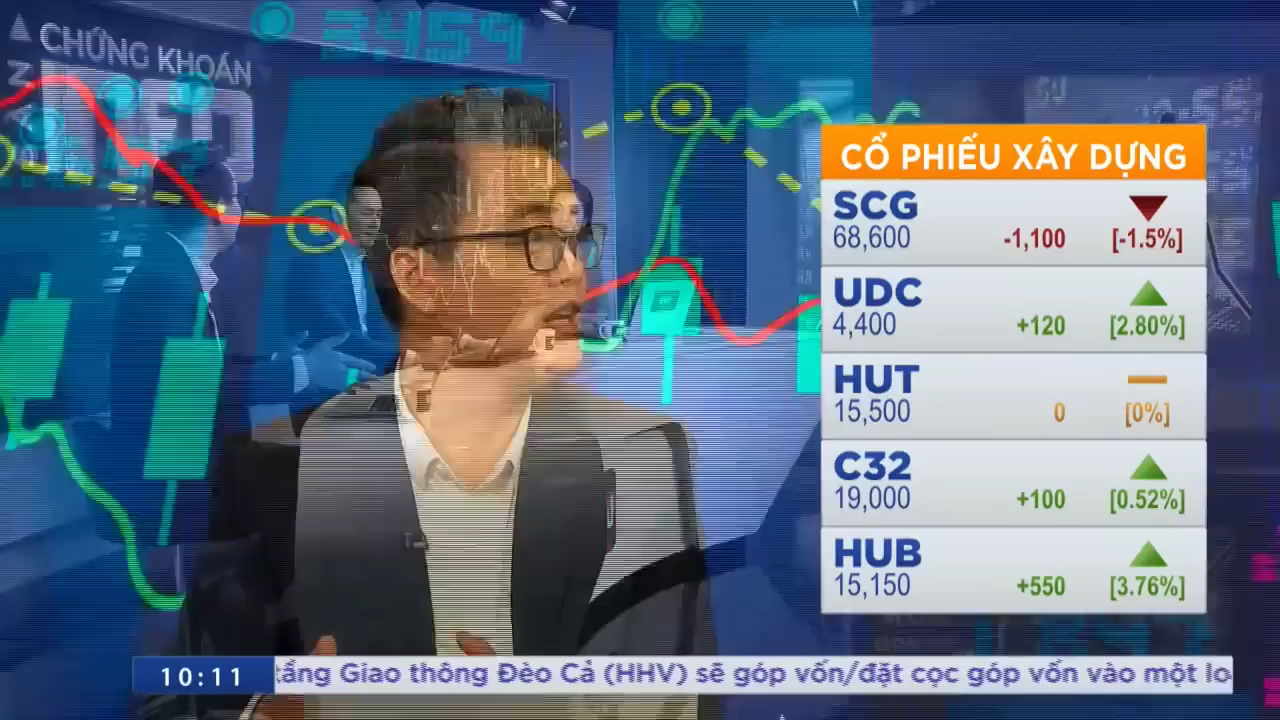 CHỨNG KHOÁN
CỔ PHIẾU XÂY DỰNG
SCG
68,600 -1,100 [-1.5%]
UDC
4,400 +120 [2.80%]
HUT
15,500 0 [0%]
C32
19,000 +100 [0.52%]
HUB
15,150 +550 [3.76%]
10:11 tầng Giao thông Đèo Cả (HHV) sẽ góp vốn/đặt cọc góp vốn vào một lo